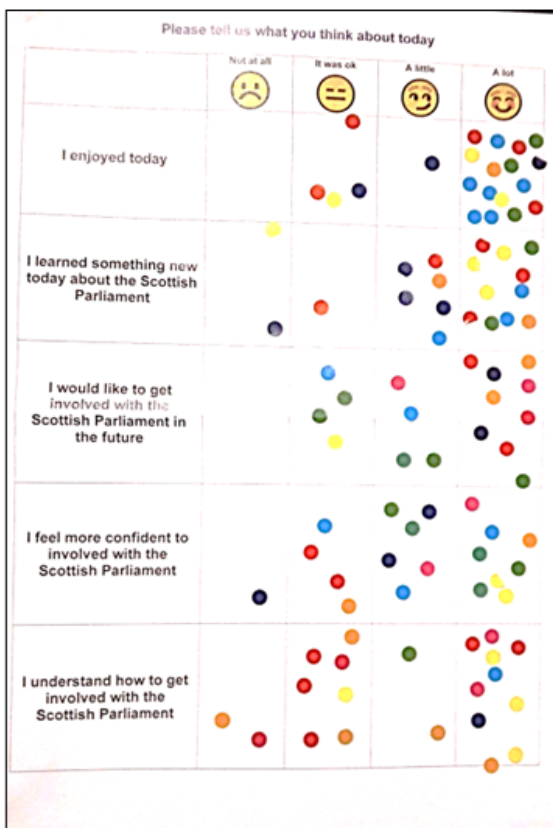 Please tell us what you think about today
Not at all
It was ok
A little
A lot
I enjoyed today
I learned something new
today about the Scottish
Parliament
I would like to get
involved with the
Scottish Parliament in
the future
I feel more confident to
involved with the
Scottish Parliament
I understand how to get
involved with the
Scottish Parliament